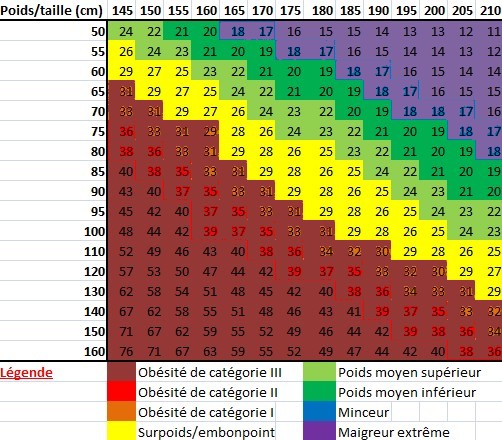 Poids/taille (cm) 145 150 155 160 165 170 175 180 185 190 195 200 205 210
50 24 22 21 20 18 17 16 15 15 14 13 13 12 11
55 26 24 23 21 20 19 18 17 16 15 14 14 13 12
60 29 27 25 23 22 21 20 19 18 17 16 15 14 14
65 31 29 27 25 24 22 21 20 19 18 17 16 15 15
70 33 31 29 27 26 24 23 22 20 19 18 18 17 16
75 36 33 31 29 28 26 24 23 22 21 20 19 18 17
80 38 36 33 31 29 28 26 25 23 22 21 20 19 18
85 40 38 35 33 31 29 28 26 25 24 22 21 20 19
90 43 40 37 35 33 31 29 28 26 25 24 23 21 20
95 45 42 40 37 35 33 31 29 28 26 25 24 23 22
100 48 44 42 39 37 35 33 31 29 28 26 25 24 23
110 52 49 46 43 40 38 36 34 32 30 29 28 26 25
120 57 53 50 47 44 42 39 37 35 33 32 30 29 27
130 62 58 54 51 48 45 42 40 38 36 34 33 31 29
140 67 62 58 55 51 48 46 43 41 39 37 35 33 32
150 71 67 62 59 55 52 49 46 44 42 39 38 36 34
160 76 71 67 63 59 55 52 49 47 44 42 40 38 36
Légende Obésité de catégorie III Poids moyen supérieur
Obésité de catégorie II Poids moyen inférieur
Obésité de catégorie I Minceur
Surpoids/embonpoint Maigreur extrême